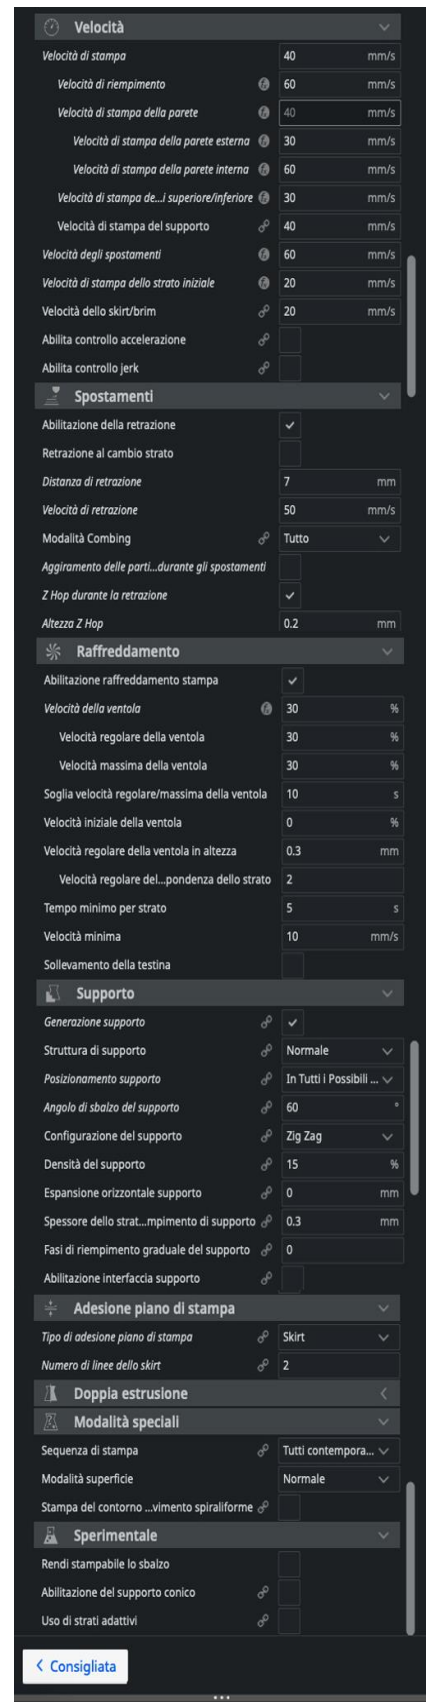 Velocità
Velocità di stampa 40 mm/s
Velocità di riempimento 60 mm/s
Velocità di stampa della parete 40 mm/s
Velocità di stampa della parete esterna 30 mm/s
Velocità di stampa della parete interna 60 mm/s
Velocità di stampa de...i superiore/inferiore 30 mm/s
Velocità di stampa del supporto 40 mm/s
Velocità degli spostamenti 60 mm/s
Velocità di stampa dello strato iniziale 20 mm/s
Velocità dello skirt/brim 20 mm/s
Abilita controllo accelerazione
Abilita controllo jerk
Spostamenti
Abilitazione della retrazione
Retrazione al cambio strato
Distanza di retrazione 7 mm
Velocità di retrazione 50 mm/s
Modalità Combing Tutto
Aggiramento delle parti...durante gli spostamenti
Z Hop durante la retrazione
Altezza Z Hop 0.2 mm
Raffreddamento
Abilitazione raffreddamento stampa
Velocità della ventola 30 %
Velocità regolare della ventola 30 %
Velocità massima della ventola 30 %
Soglia velocità regolare/massima della ventola 10 s
Velocità iniziale della ventola 0 %
Velocità regolare della ventola in altezza 0.3 mm
Velocità regolare del...pondenza dello strato 2
Tempo minimo per strato 5 s
Velocità minima 10 mm/s
Sollevamento della testina
Supporto
Generazione supporto
Struttura di supporto Normale
Posizionamento supporto In Tutti i Possibili ...
Angolo di sbalzo del supporto 60 °
Configurazione del supporto Zig Zag
Densità del supporto 15 %
Espansione orizzontale supporto 0 mm
Spessore dello strat...mpimento di supporto 0.3 mm
Fasi di riempimento graduale del supporto 0
Abilitazione interfaccia supporto
Adesione piano di stampa
Tipo di adesione piano di stampa Skirt
Numero di linee dello skirt 2
Doppia estrusione
Modalità speciali
Sequenza di stampa Tutti contempora...
Modalità superficie Normale
Stampa del contorno ...vimento spiraliforme
Sperimentale
Rendi stampabile lo sbalzo
Abilitazione del supporto conico
Uso di strati adattivi
Consigliata